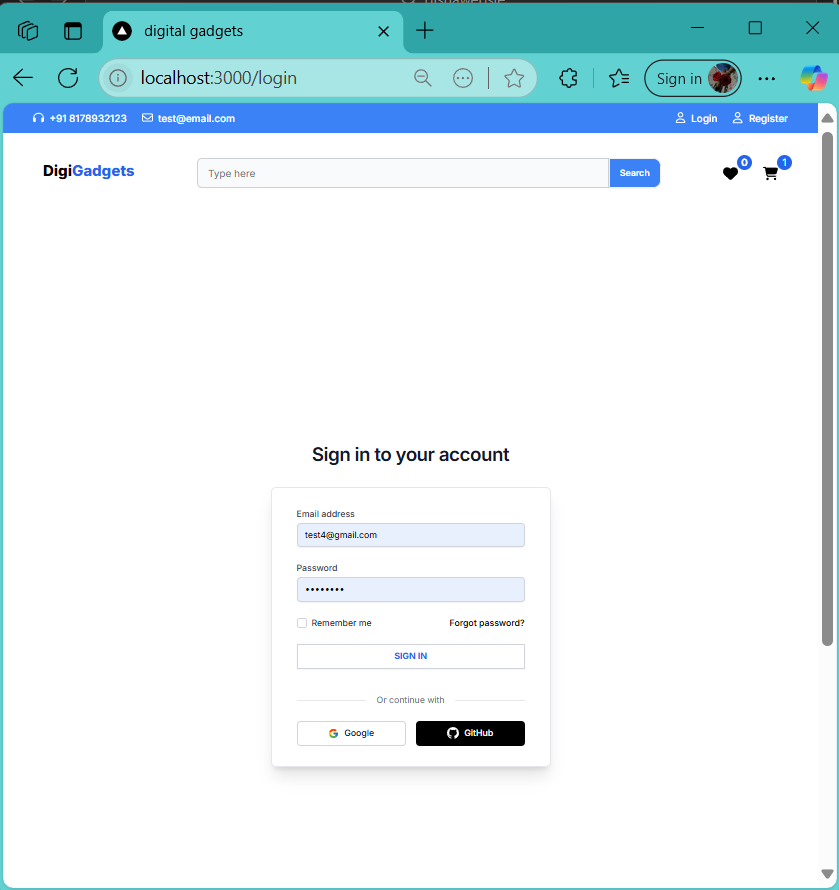 digital gadgets
localhost:3000/login
Sign in
+91 8178932123 test@email.com Login Register
DigiGadgets Type here Search 0 1
Sign in to your account
Email address
test4@gmail.com
Password
••••••••
Remember me Forgot password?
SIGN IN
Or continue with
Google GitHub